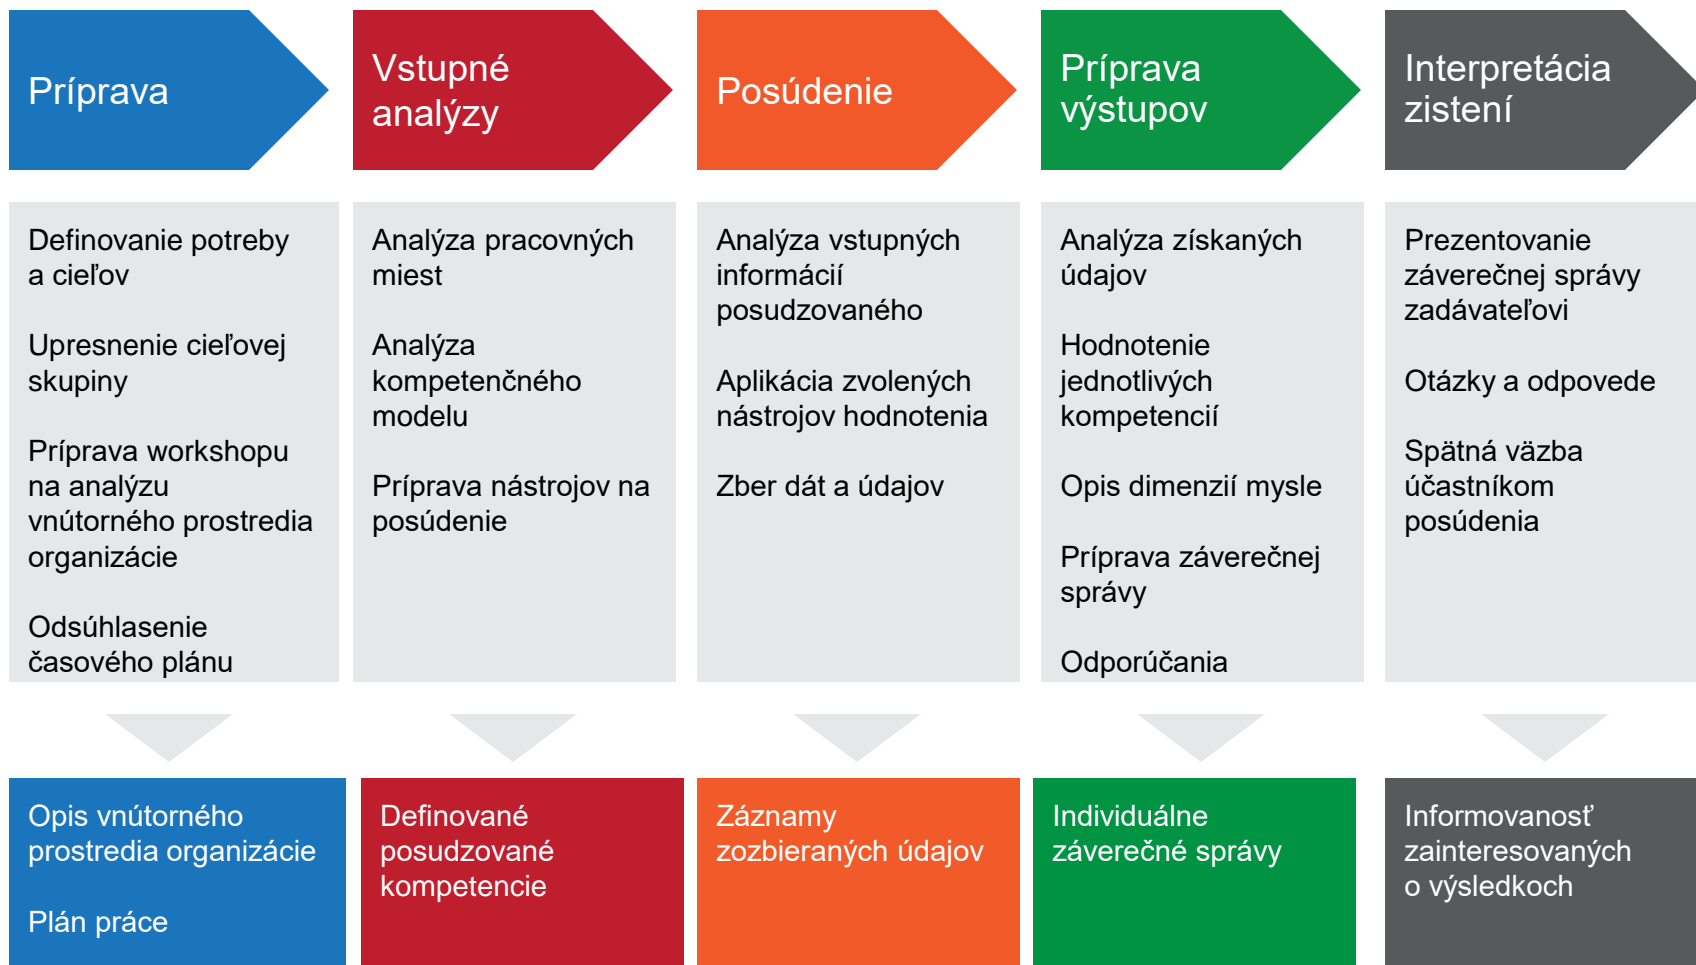 Príprava
Vstupné
analýzy
Posúdenie
Príprava
výstupov
Interpretácia
zistení
Definovanie potreby
a cieľov
Upresnenie cieľovej
skupiny
Príprava workshopu
na analýzu
vnútorného prostredia
organizácie
Odsúhlasenie
časového plánu
Analýza pracovných
miest
Analýza
kompetenčného
modelu
Príprava nástrojov na
posúdenie
Analýza vstupných
informácií
posudzovaného
Aplikácia zvolených
nástrojov hodnotenia
Zber dát a údajov
Analýza získaných
údajov
Hodnotenie
jednotlivých
kompetencií
Opis dimenzií mysle
Príprava záverečnej
správy
Odporúčania
Prezentovanie
záverečnej správy
zadávateľovi
Otázky a odpovede
Spätná väzba
účastníkom
posúdenia
Opis vnútorného
prostredia organizácie
Plán práce
Definované
posudzované
kompetencie
Záznamy
zozbieraných údajov
Individuálne
záverečné správy
Informovanosť
zainteresovaných
o výsledkoch